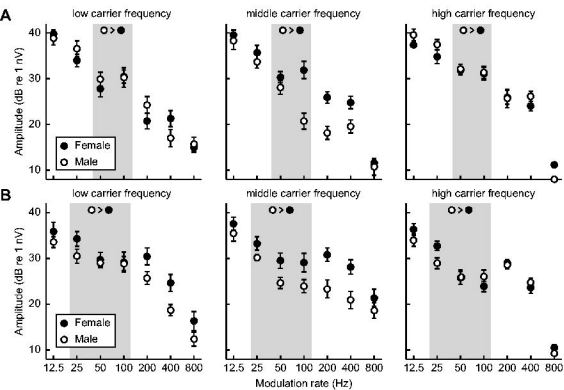 A low carrier frequency middle carrier frequency high carrier frequency
> > >
40
30
20
10
Amplitude (dB re 1 nV)
Female
Male
B low carrier frequency middle carrier frequency high carrier frequency
> > >
40
30
20
10
Amplitude (dB re 1 nV)
Female
Male
12.5 25 50 100 200 400 800 12.5 25 50 100 200 400 800 12.5 25 50 100 200 400 800
Modulation rate (Hz)